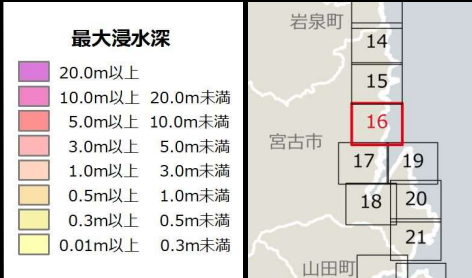 最大浸水深
20.0m以上
10.0m以上 20.0m未満
5.0m以上 10.0m未満
3.0m以上 5.0m未満
1.0m以上 3.0m未満
0.5m以上 1.0m未満
0.3m以上 0.5m未満
0.01m以上 0.3m未満
岩泉町
14
15
16
宮古市
17 19
18 20
21
山田町